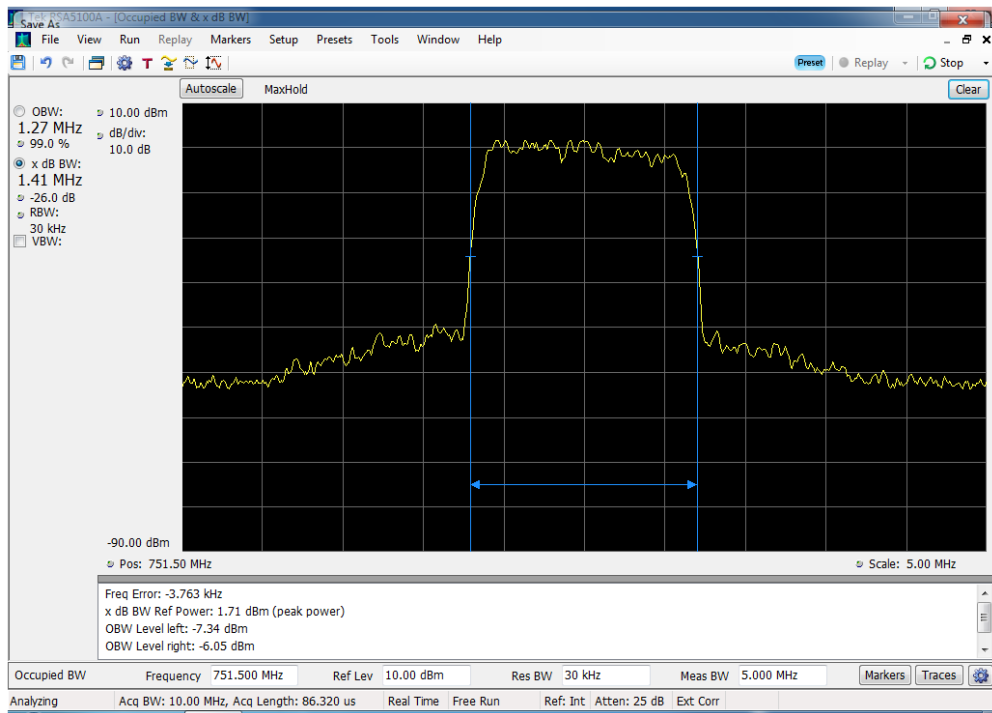 Tek RSA5100A - [Occupied BW & x dB BW]
Save As
File View Run Replay Markers Setup Presets Tools Window Help
T Preset Replay Stop
Autoscale MaxHold Clear
OBW:
1.27 MHz
99.0 %
x dB BW:
1.41 MHz
-26.0 dB
RBW:
30 kHz
VBW:
10.00 dBm
dB/div:
10.0 dB
-90.00 dBm
Pos: 751.50 MHz Scale: 5.00 MHz
Freq Error: -3.763 kHz
x dB BW Ref Power: 1.71 dBm (peak power)
OBW Level left: -7.34 dBm
OBW Level right: -6.05 dBm
Occupied BW Frequency 751.500 MHz Ref Lev 10.00 dBm Res BW 30 kHz Meas BW 5.000 MHz Markers Traces
Analyzing Acq BW: 10.00 MHz, Acq Length: 86.320 us Real Time Free Run Ref: Int Atten: 25 dB Ext Corr